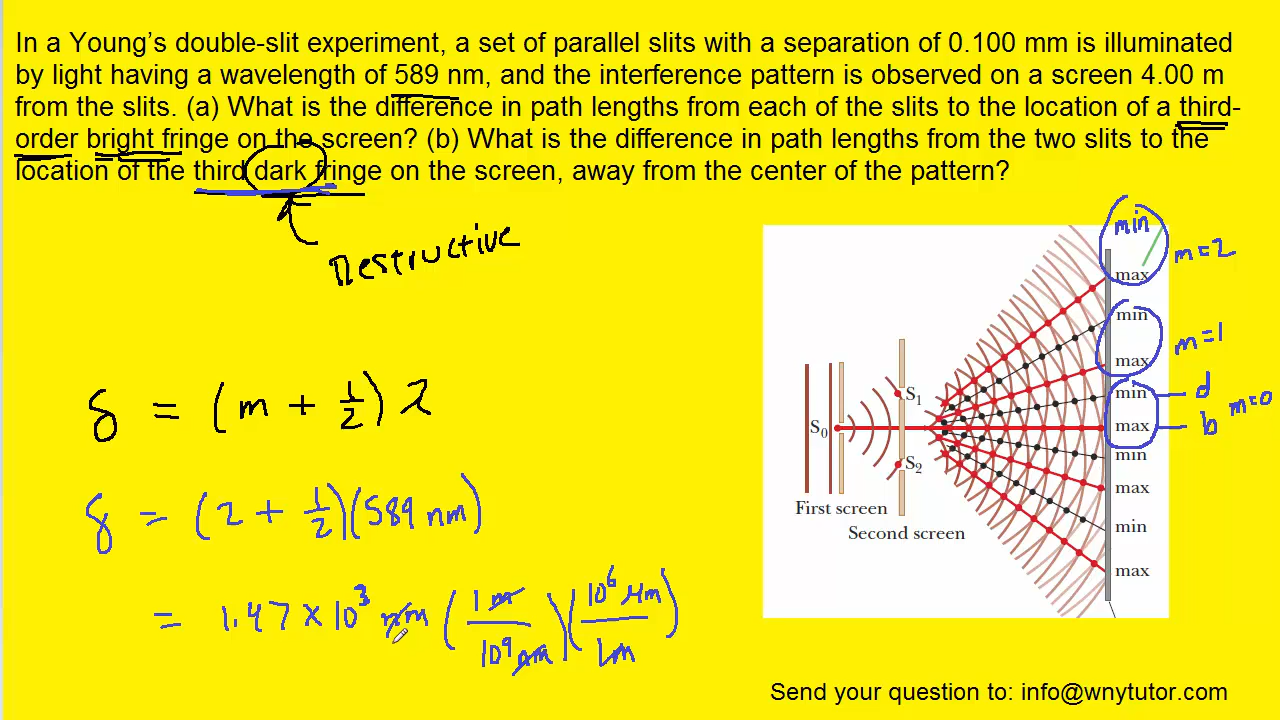 In a Young's double-slit experiment, a set of parallel slits with a separation of 0.100 mm is illuminated
by light having a wavelength of 589 nm, and the interference pattern is observed on a screen 4.00 m
from the slits. (a) What is the difference in path lengths from each of the slits to the location of a third-
order bright fringe on the screen? (b) What is the difference in path lengths from the two slits to the
location of the third dark fringe on the screen, away from the center of the pattern?
Destructive
min
m=2
max
min
m=1
max
min d
m=0
max b
min
max
min
max
S₁
S₀
S₂
First screen
Second screen
δ = (m + 1/2) λ
δ = (2 + 1/2)(589 nm)
= 1.47 × 10³ nm (1 m / 10⁹ nm)(10⁶ μm / 1m)
Send your question to: info@wnytutor.com